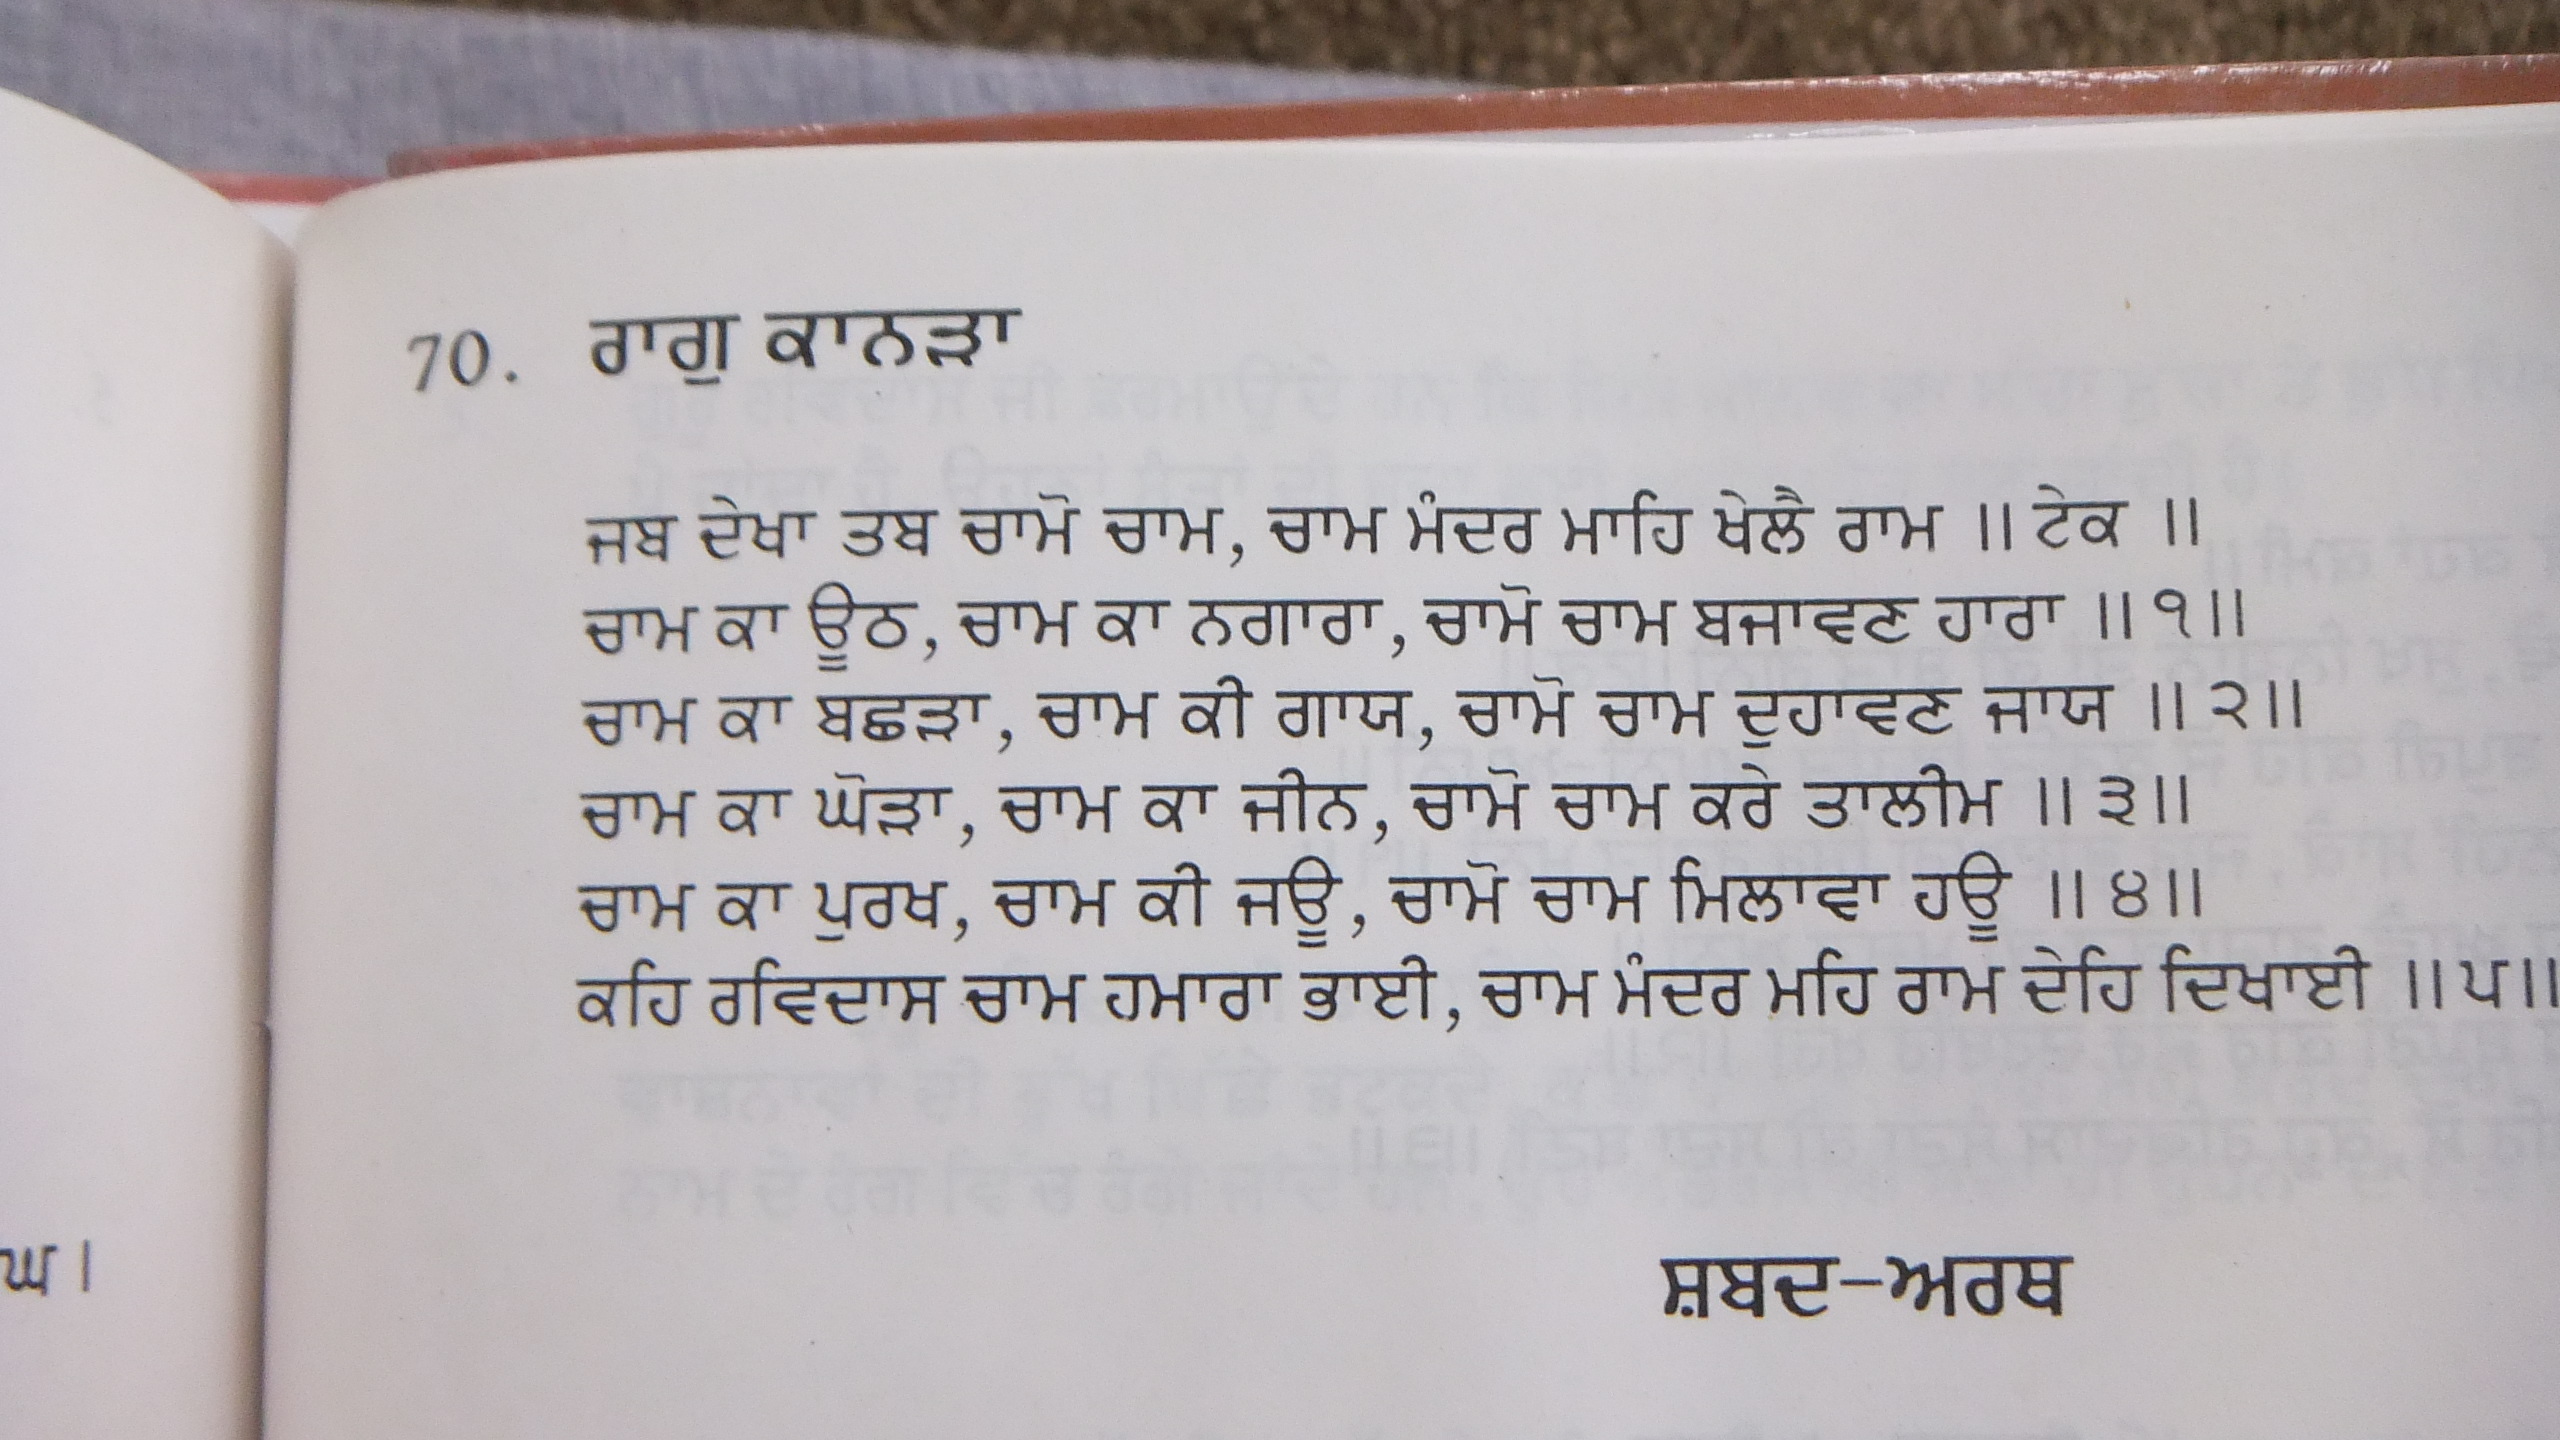 70. ਰਾਗੁ ਕਾਨੜਾ
ਜਬ ਦੇਖਾ ਤਬ ਚਾਮੋ ਚਾਮ, ਚਾਮ ਮੰਦਰ ਮਾਹਿ ਖੇਲੈ ਰਾਮ ॥ ਟੇਕ ॥
ਚਾਮ ਕਾ ਊਠ, ਚਾਮ ਕਾ ਨਗਾਰਾ, ਚਾਮੋ ਚਾਮ ਬਜਾਵਣ ਹਾਰਾ ॥ ੧॥
ਚਾਮ ਕਾ ਬਛੜਾ, ਚਾਮ ਕੀ ਗਾਯ, ਚਾਮੋ ਚਾਮ ਦੁਹਾਵਣ ਜਾਯ ॥ ੨॥
ਚਾਮ ਕਾ ਘੋੜਾ, ਚਾਮ ਕਾ ਜੀਨ, ਚਾਮੋ ਚਾਮ ਕਰੇ ਤਾਲੀਮ ॥ ੩॥
ਚਾਮ ਕਾ ਪੁਰਖ, ਚਾਮ ਕੀ ਜਊ, ਚਾਮੋ ਚਾਮ ਮਿਲਾਵਾ ਹਊ ॥ ੪॥
ਕਹਿ ਰਵਿਦਾਸ ਚਾਮ ਹਮਾਰਾ ਭਾਈ, ਚਾਮ ਮੰਦਰ ਮਹਿ ਰਾਮ ਦੇਹਿ ਦਿਖਾਈ ॥ ੫॥
ਸ਼ਬਦ-ਅਰਥ